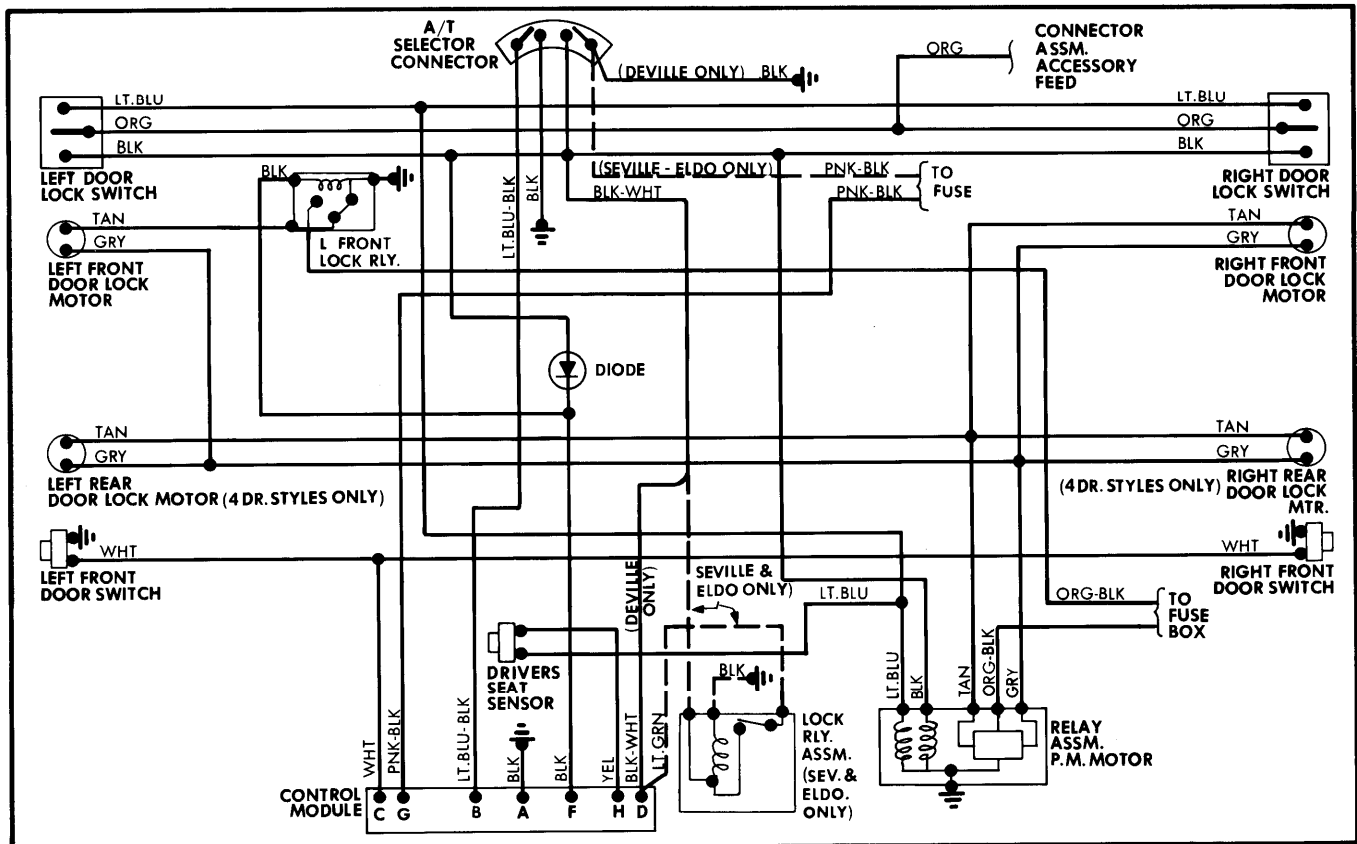 A/T
SELECTOR
CONNECTOR
(DEVILLE ONLY) BLK
ORG
CONNECTOR
ASSM.
ACCESSORY
FEED
LT.BLU
ORG
BLK
LEFT DOOR
LOCK SWITCH
LT.BLU
ORG
BLK
RIGHT DOOR
LOCK SWITCH
BLK
L FRONT
LOCK RLY.
LT.BLU-BLK
BLK
(SEVILLE - ELDO ONLY)
BLK-WHT
PNK-BLK
PNK-BLK
TO
FUSE
TAN
GRY
LEFT FRONT
DOOR LOCK
MOTOR
TAN
GRY
RIGHT FRONT
DOOR LOCK
MOTOR
DIODE
TAN
GRY
LEFT REAR
DOOR LOCK MOTOR (4 DR. STYLES ONLY)
TAN
GRY
(4 DR. STYLES ONLY) RIGHT REAR
DOOR LOCK
MTR.
WHT
LEFT FRONT
DOOR SWITCH
WHT
RIGHT FRONT
DOOR SWITCH
(DEVILLE
ONLY)
SEVILLE &
ELDO ONLY)
LT.BLU
ORG-BLK
TO
FUSE
BOX
DRIVERS
SEAT
SENSOR
BLK
LOCK
RLY.
ASSM.
(SEV. &
ELDO.
ONLY)
LT.BLU
BLK
TAN
ORG-BLK
GRY
RELAY
ASSM.
P.M. MOTOR
WHT
PNK-BLK
LT.BLU-BLK
BLK
BLK
YEL
BLK-WHT
LT.GRN
CONTROL
MODULE
C G B A F H D